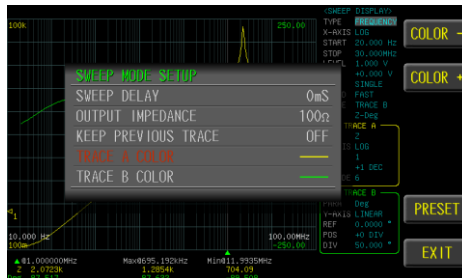 <SWEEP DISPLAY>
100k
250.00
TYPE FREQUENCY
X-AXIS LOG
START 20.000 Hz
STOP 30.000MHz
LEVEL 1.000 V
+0.000 V
SINGLE
FAST
TRACE B
Z-Deg
COLOR -
COLOR +
SWEEP MODE SETUP
SWEEP DELAY 0mS
OUTPUT IMPEDANCE 100Ω
KEEP PREVIOUS TRACE OFF
TRACE A COLOR
TRACE B COLOR
TRACE A
Z
LOG
1
+1 DEC
6
TRACE B
Deg
Y-AXIS LINEAR
REF 0.0000 °
POS +0 DIV
DIV 50.000 °
PRESET
EXIT
1
10.000 Hz
100.00MHz
100m
-250.00
▲ @1.000000MHz Max@695.192kHz Min@11.9935MHz
Z 2.0723k 1.2854k 704.09